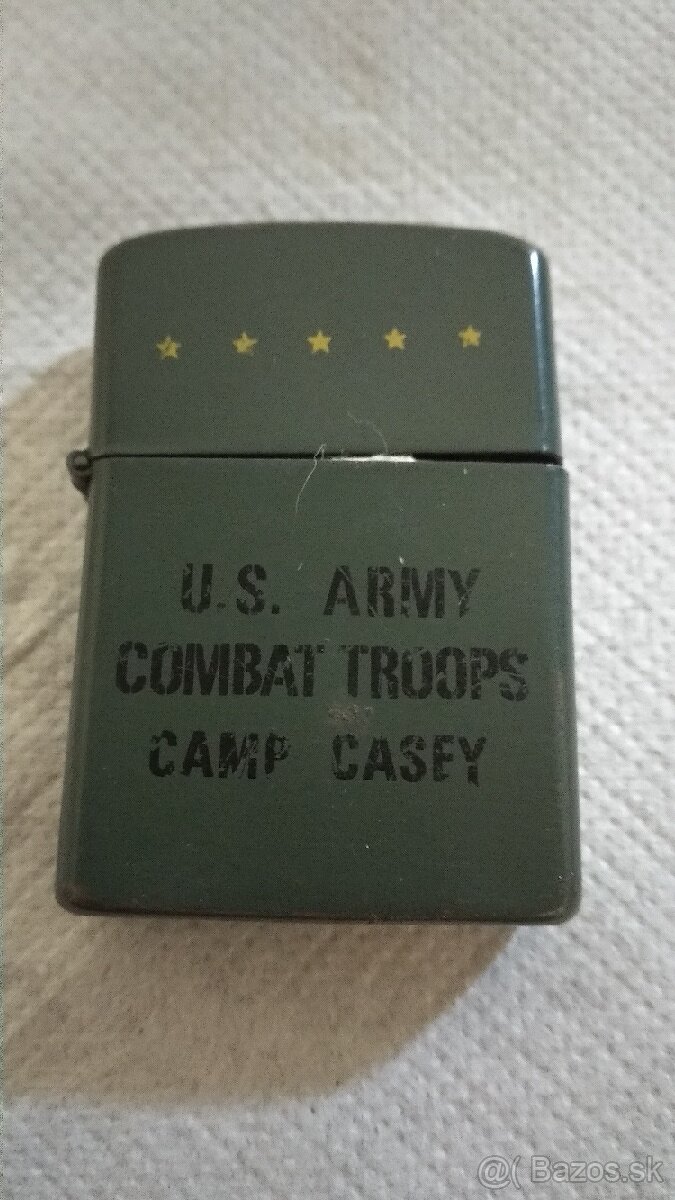 U.S. ARMY
COMBAT TROOPS
CAMP CASEY
@( Bazos.sk